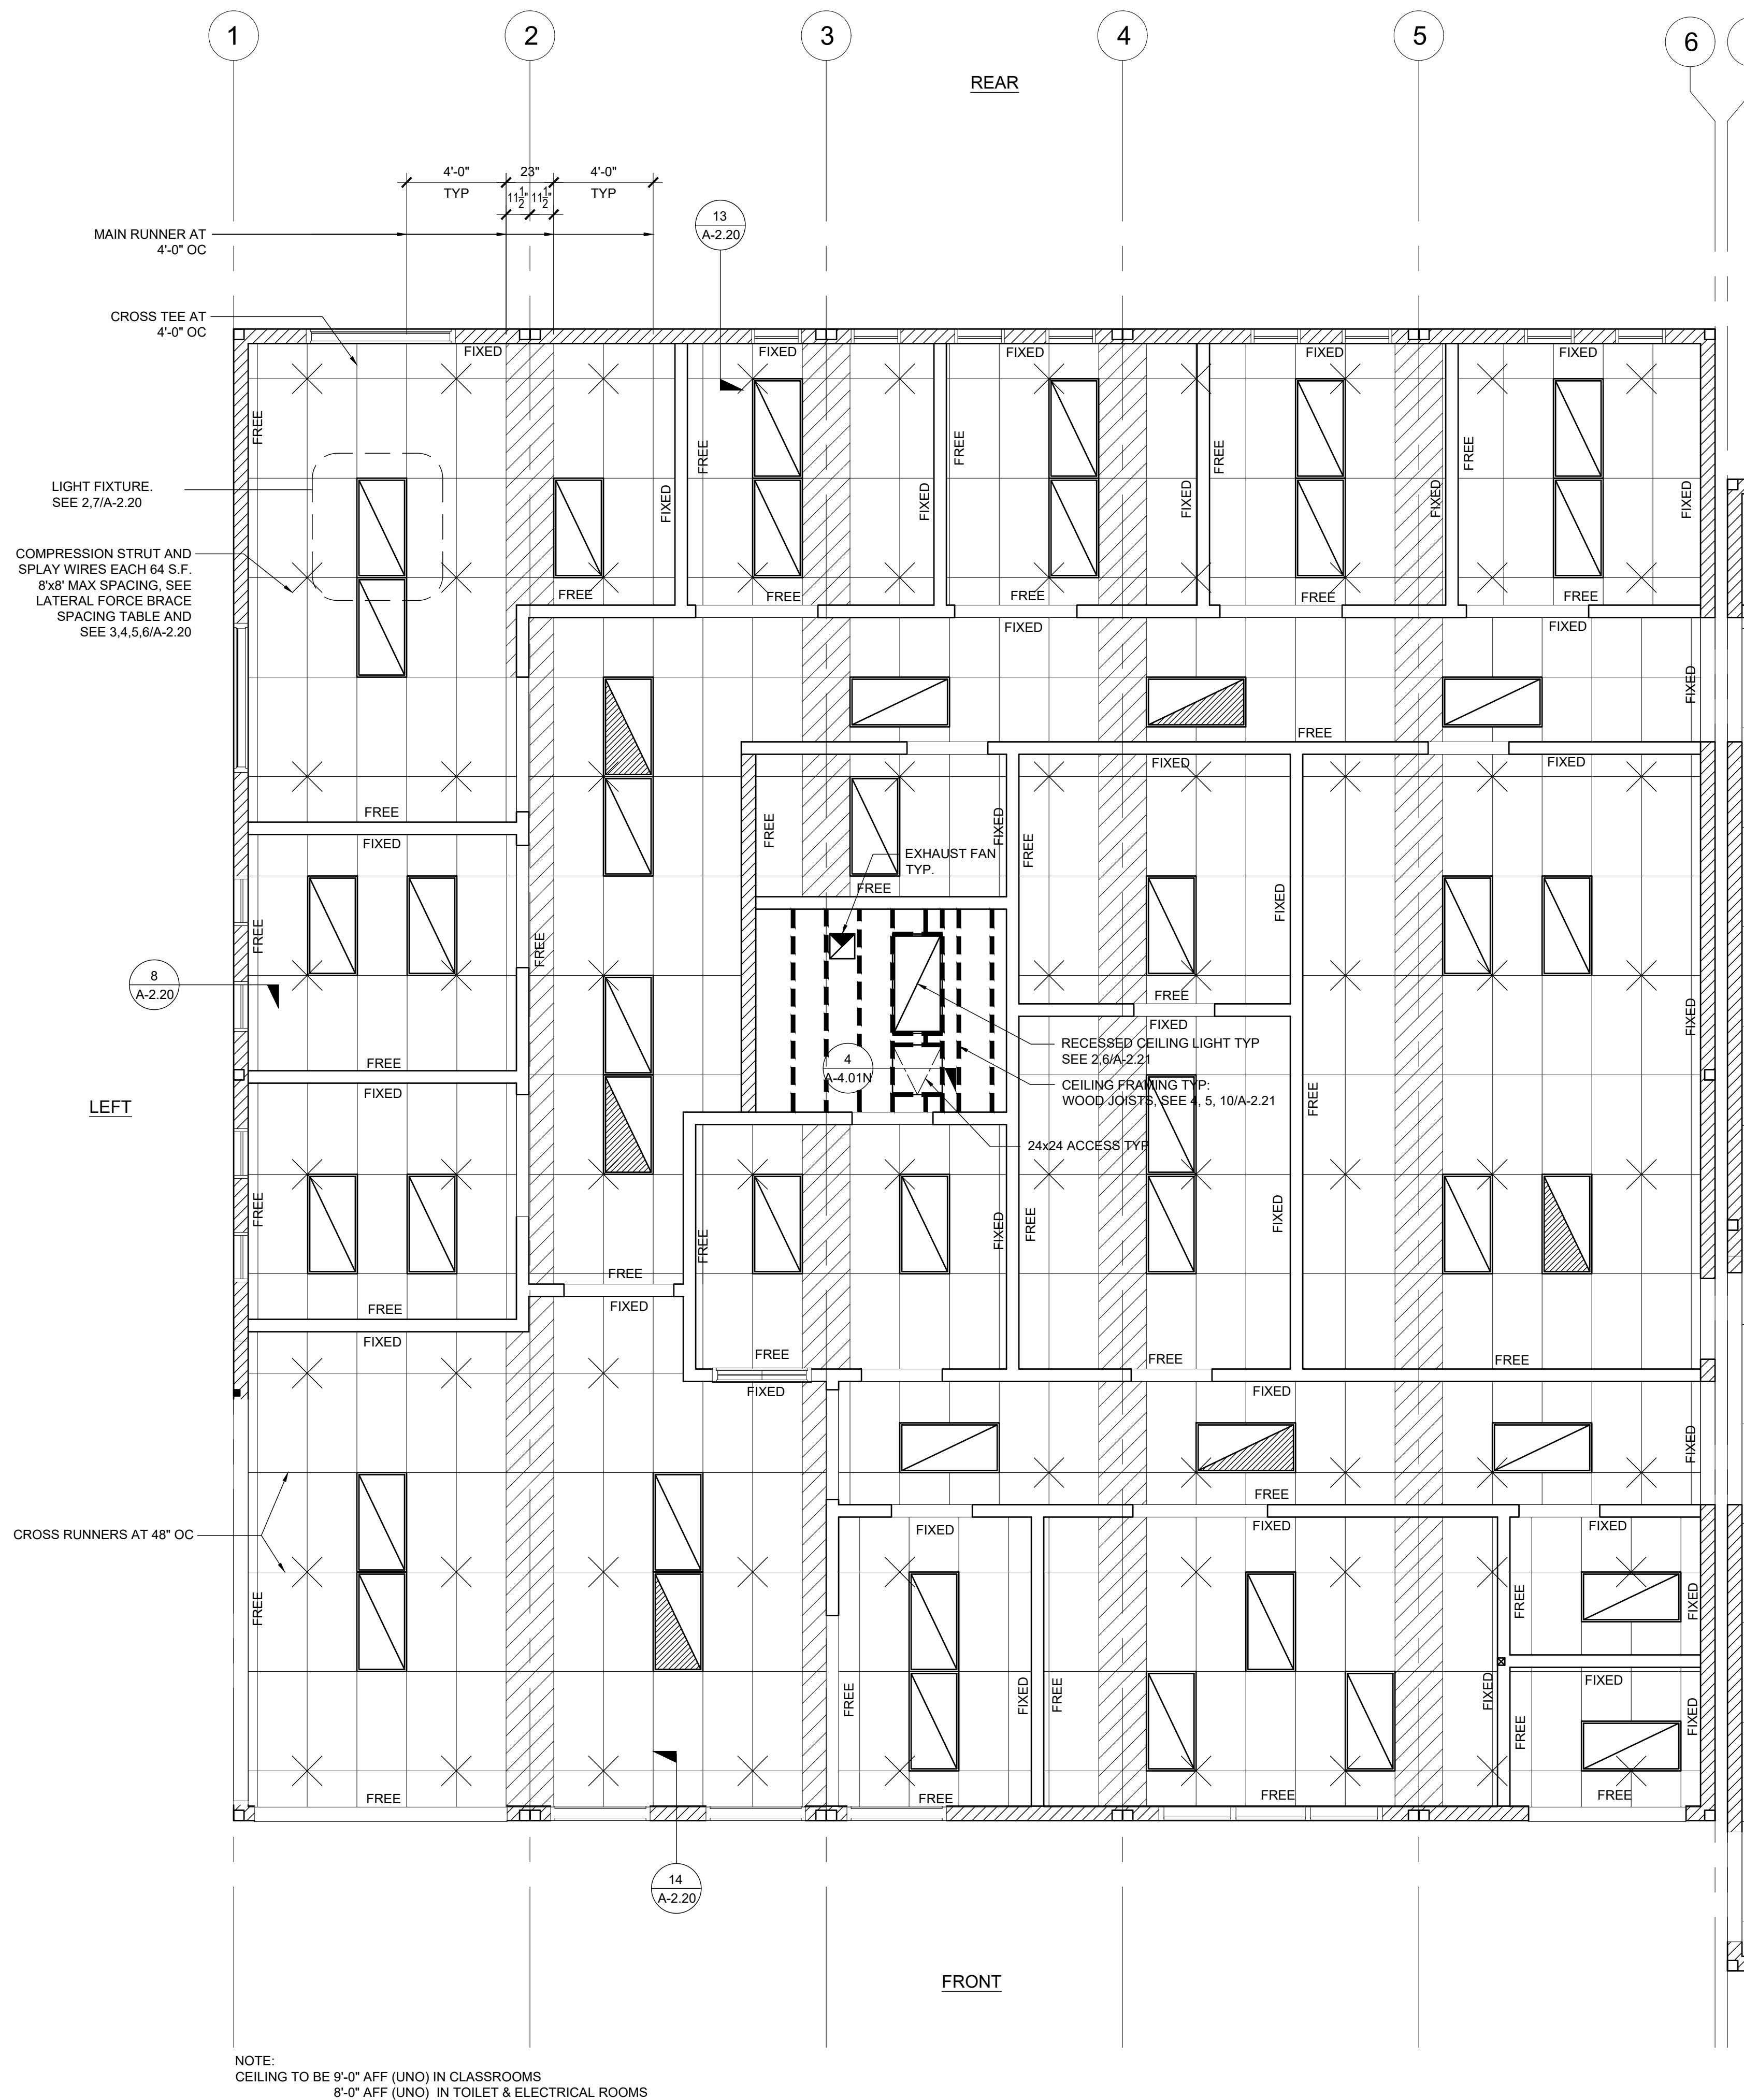 1
2
3
4
5
6
REAR
4'-0"
23"
4'-0"
TYP
11 1/2"
11 1/2"
TYP
13
A-2.20
MAIN RUNNER AT
4'-0" OC
CROSS TEE AT
4'-0" OC
FIXED
FIXED
FIXED
FIXED
FIXED
FREE
FREE
FREE
FREE
FREE
LIGHT FIXTURE.
SEE 2,7/A-2.20
FIXED
FIXED
FIXED
FIXED
FIXED
COMPRESSION STRUT AND
SPLAY WIRES EACH 64 S.F.
8'x8' MAX SPACING, SEE
LATERAL FORCE BRACE
SPACING TABLE AND
SEE 3,4,5,6/A-2.20
FREE
FREE
FREE
FREE
FREE
FIXED
FIXED
FIXED
FREE
FIXED
FIXED
FREE
FIXED
FREE
FIXED
FREE
EXHAUST FAN
TYP.
FREE
FIXED
FREE
FREE
FIXED
8
A-2.20
FREE
FIXED
FIXED
RECESSED CEILING LIGHT TYP
SEE 2,6/A-2.21
4
A-4.01N
FREE
CEILING FRAMING TYP:
WOOD JOISTS, SEE 4, 5, 10/A-2.21
FIXED
FREE
LEFT
24x24 ACCESS TYP
FREE
FREE
FIXED
FREE
FIXED
FREE
FIXED
FREE
FIXED
FREE
FREE
FREE
FIXED
FIXED
FIXED
FIXED
FREE
CROSS RUNNERS AT 48" OC
FIXED
FIXED
FIXED
FREE
FREE
FIXED
FREE
FIXED
FREE
FIXED
FIXED
FREE
FIXED
FREE
FREE
FREE
FREE
FREE
14
A-2.20
FRONT
NOTE:
CEILING TO BE 9'-0" AFF (UNO) IN CLASSROOMS
8'-0" AFF (UNO) IN TOILET & ELECTRICAL ROOMS